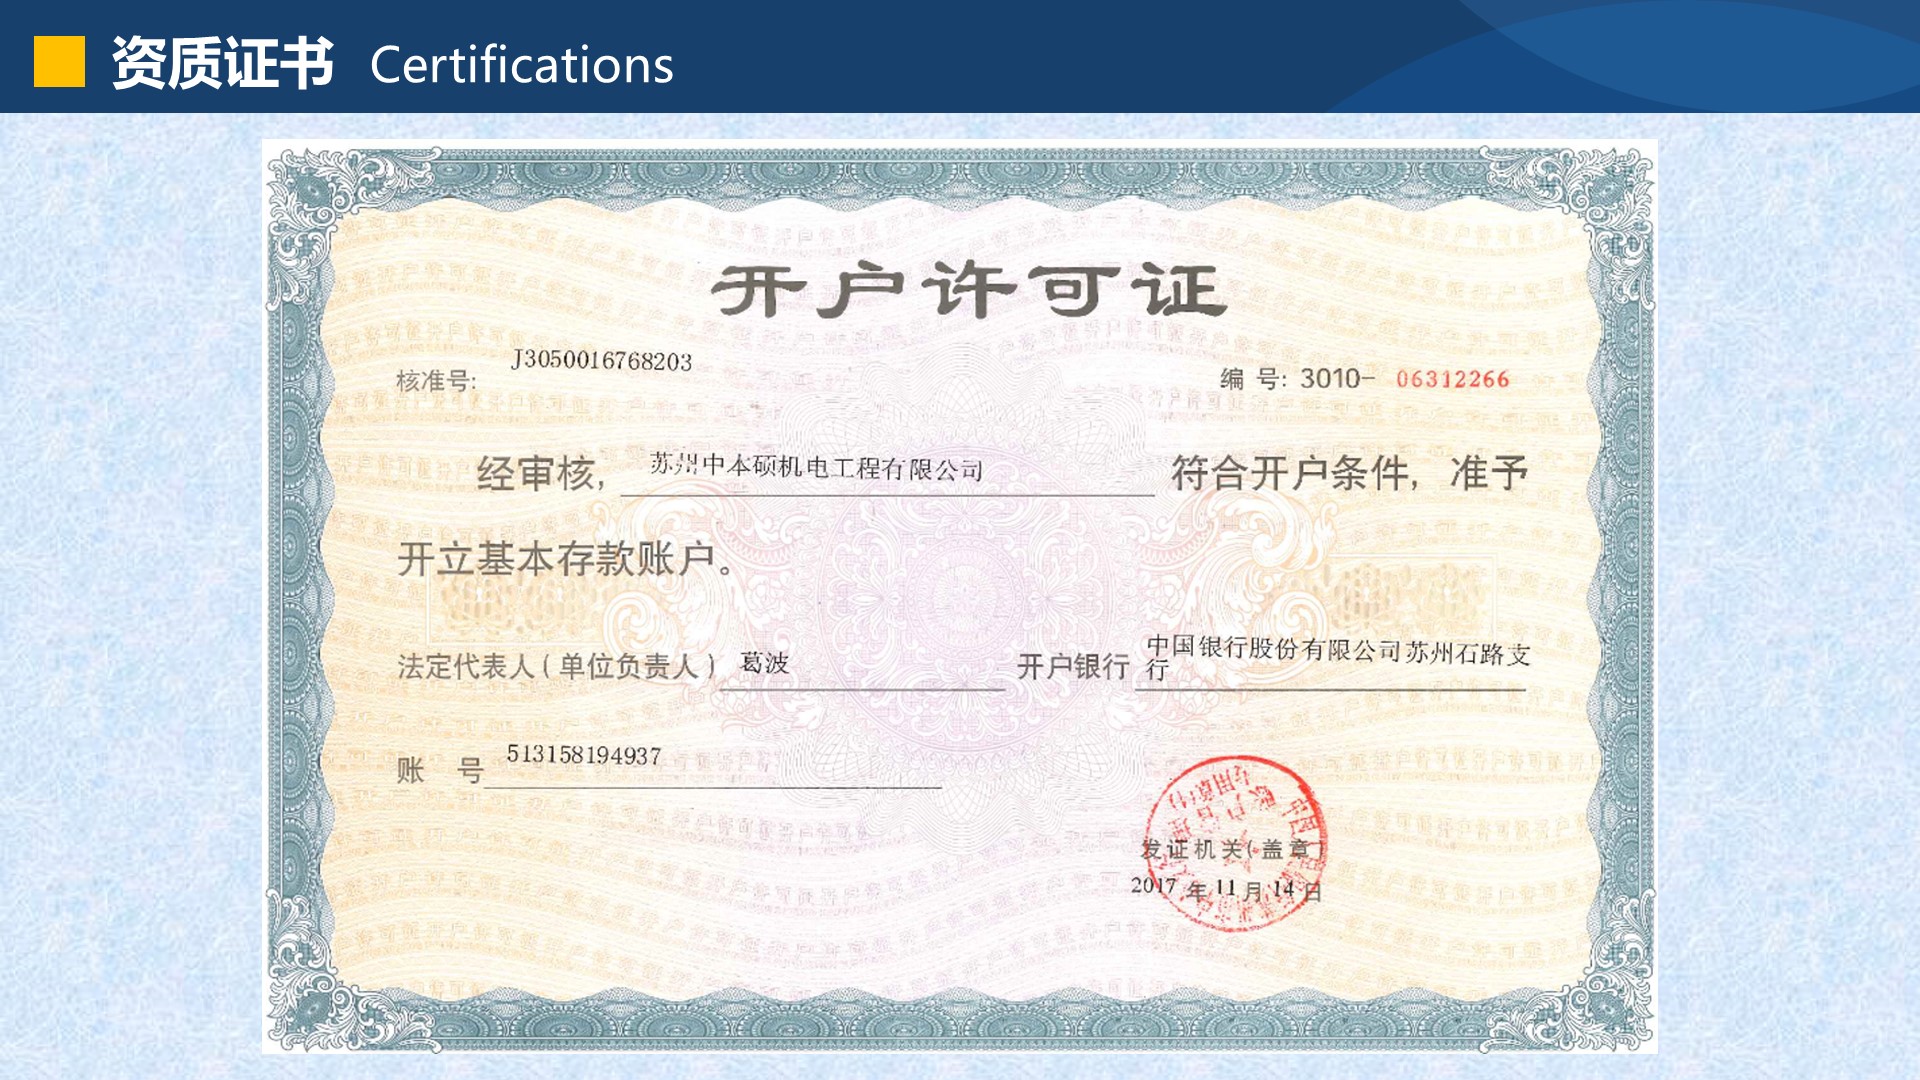 资质证书 Certifications
开户许可证
核准号: J3050016768203
编 号: 3010- 06312266
经审核, 苏州中本硕机电工程有限公司 符合开户条件, 准予
开立基本存款账户。
法定代表人(单位负责人) 葛波
开户银行 中国银行股份有限公司苏州石路支
行
账 号 513158194937
发证机关(盖章)
2017 年 11 月 14 日